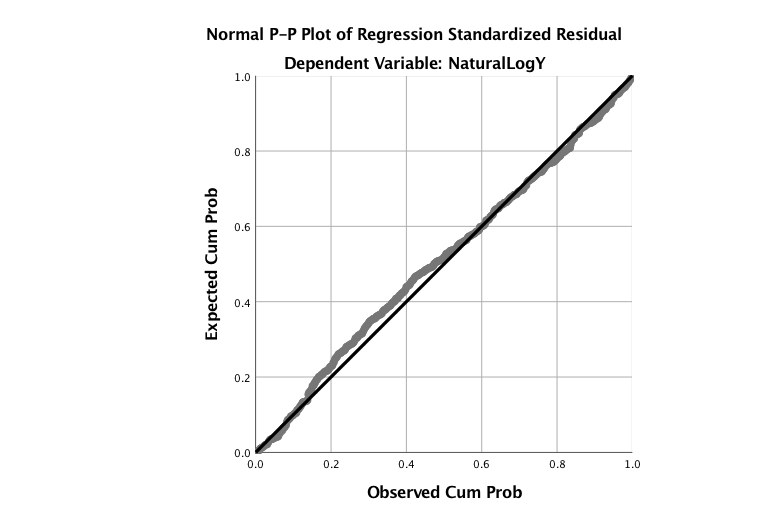 Normal P-P Plot of Regression Standardized Residual
Dependent Variable: NaturalLogY
1.0
0.8
0.6
0.4
0.2
0.0
Expected Cum Prob
0.0 0.2 0.4 0.6 0.8 1.0
Observed Cum Prob